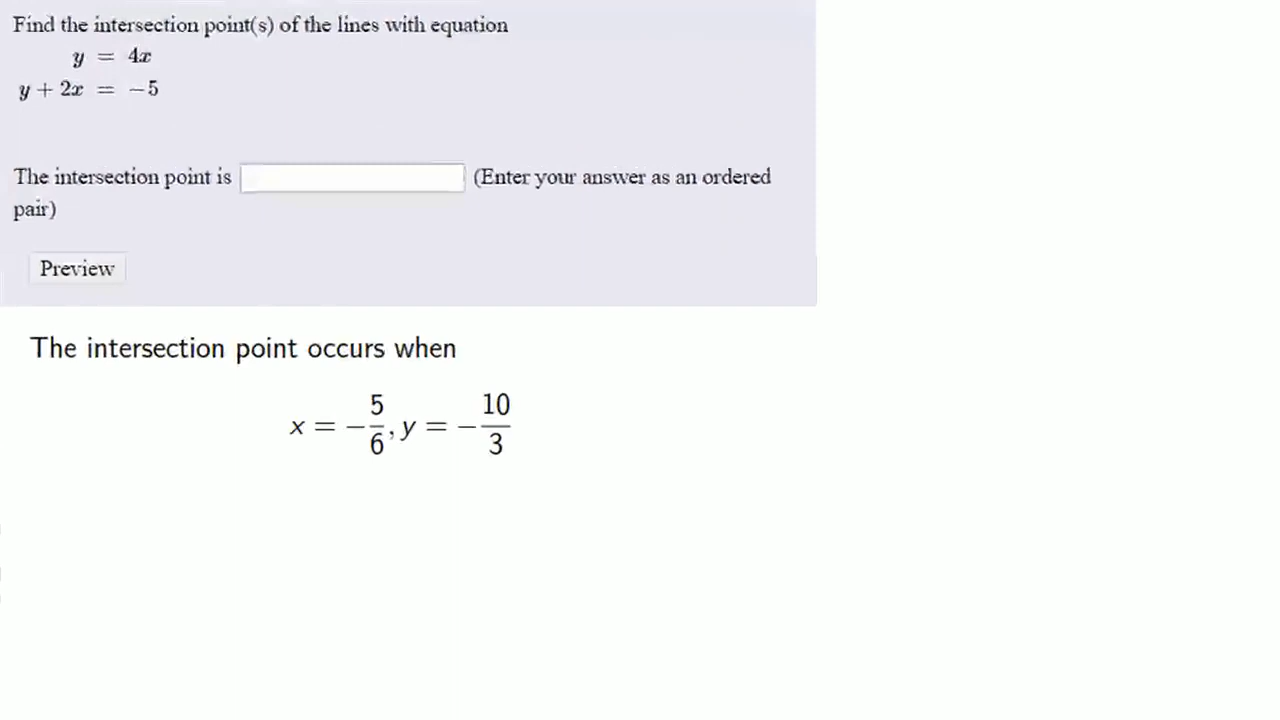 Find the intersection point(s) of the lines with equation
y = 4x
y + 2x = −5
The intersection point is (Enter your answer as an ordered
pair)
Preview
The intersection point occurs when
x = −5/6, y = −10/3